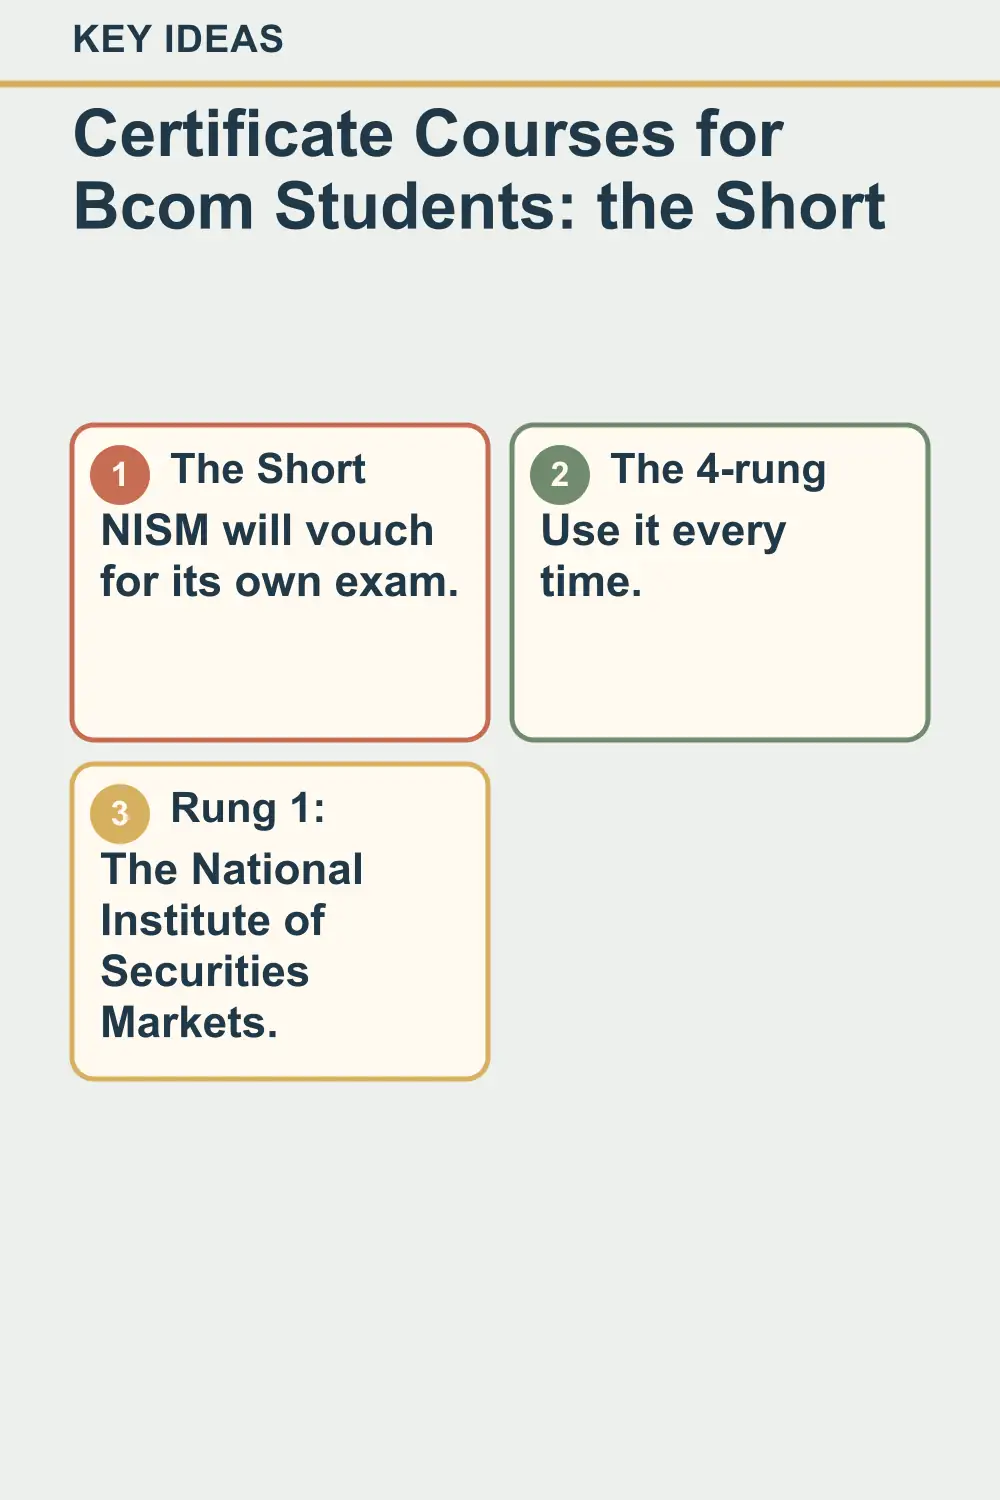 KEY IDEAS
Certificate Courses for
Bcom Students: the Short
1 The Short
NISM will vouch
for its own exam.
2 The 4-rung
Use it every
time.
3 Rung 1:
The National
Institute of
Securities
Markets.